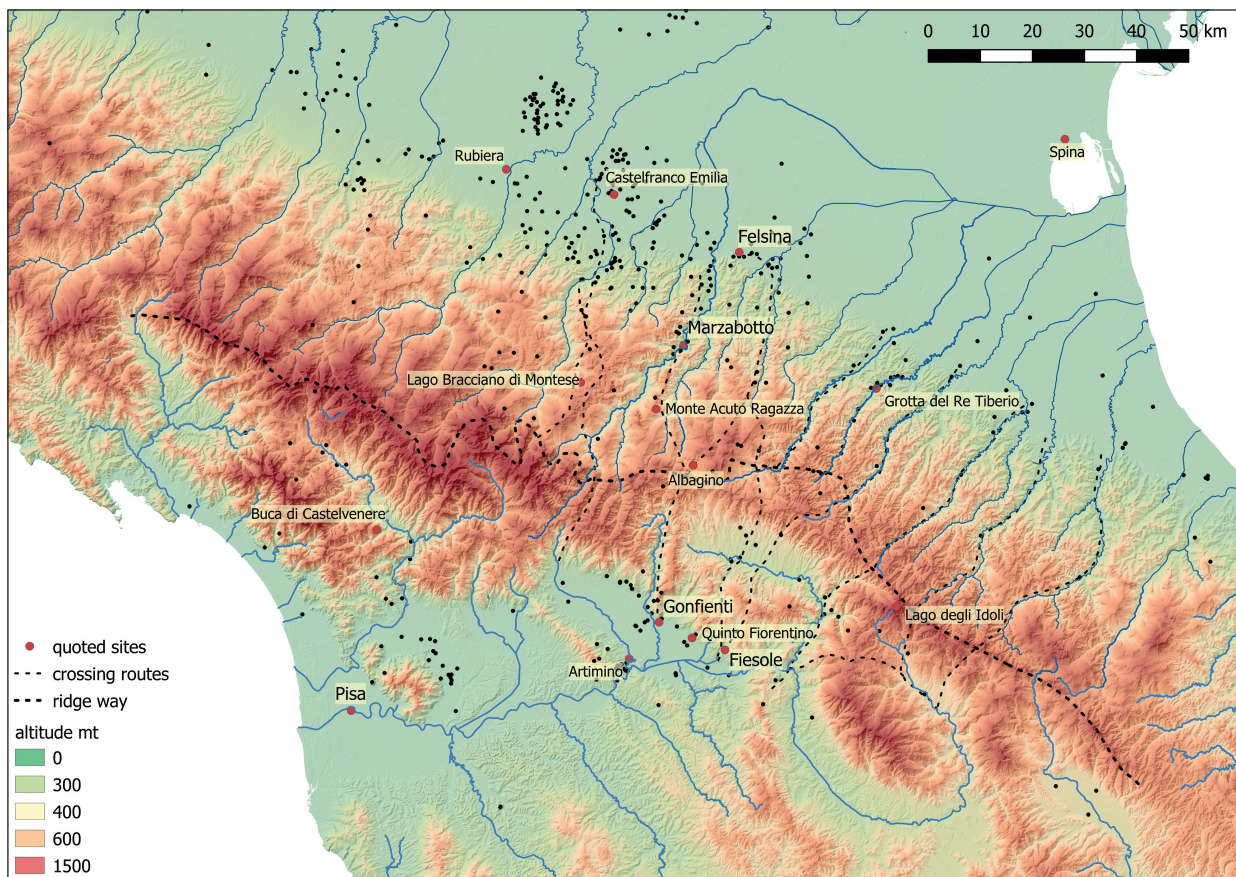 0 10 20 30 40 50 km
Rubiera
Spina
Castelfranco Emilia
Felsina
Marzabotto
Lago Bracciano di Montese
Grotta del Re Tiberio
Monte Acuto Ragazza
Albagino
Buca di Castelvenere
Gonfienti
Lago degli Idoli
Quinto Fiorentino
Fiesole
Artimino
Pisa
quoted sites
crossing routes
ridge way
altitude mt
0
300
400
600
1500